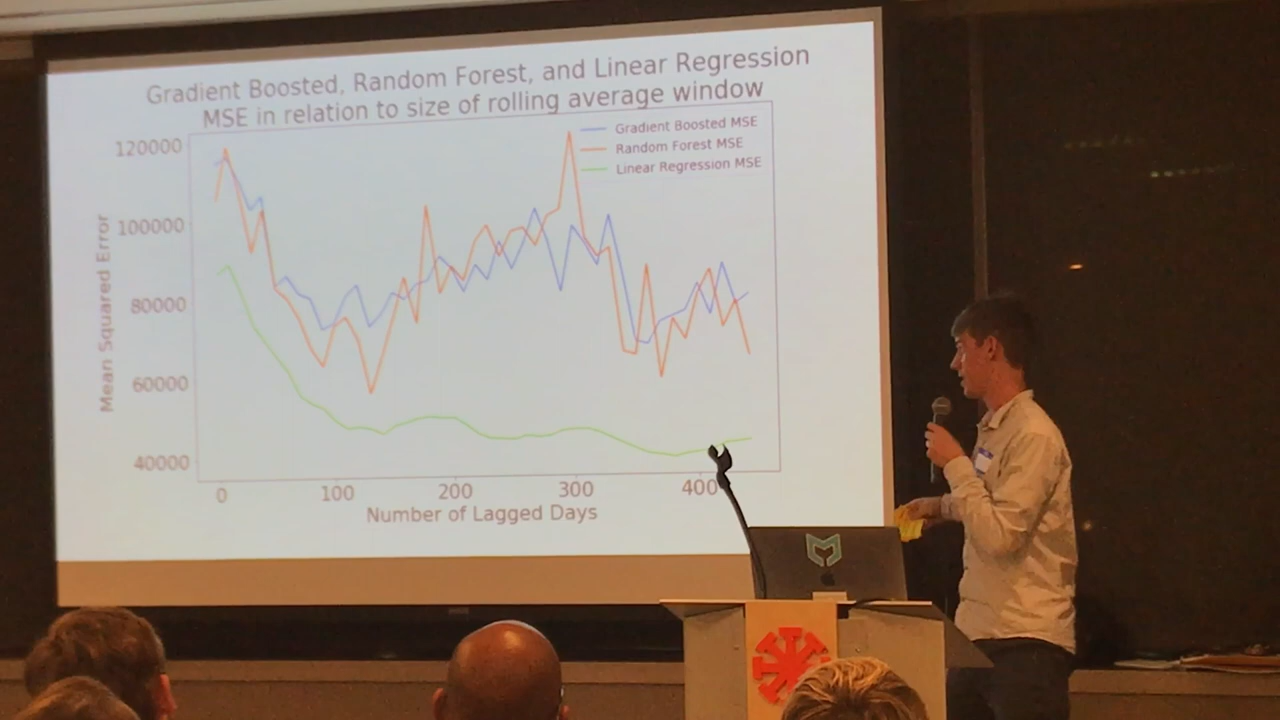 Gradient Boosted, Random Forest, and Linear Regression
MSE in relation to size of rolling average window
Gradient Boosted MSE
Random Forest MSE
Linear Regression MSE
120000
100000
80000
60000
40000
Mean Squared Error
0 100 200 300 400
Number of Lagged Days